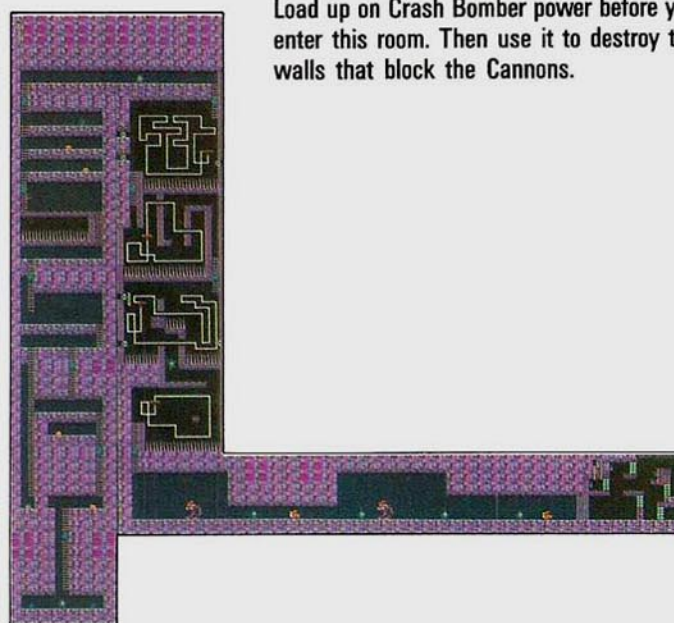 Load up on Crash Bomber power before
enter this room. Then use it to destroy
walls that block the Cannons.